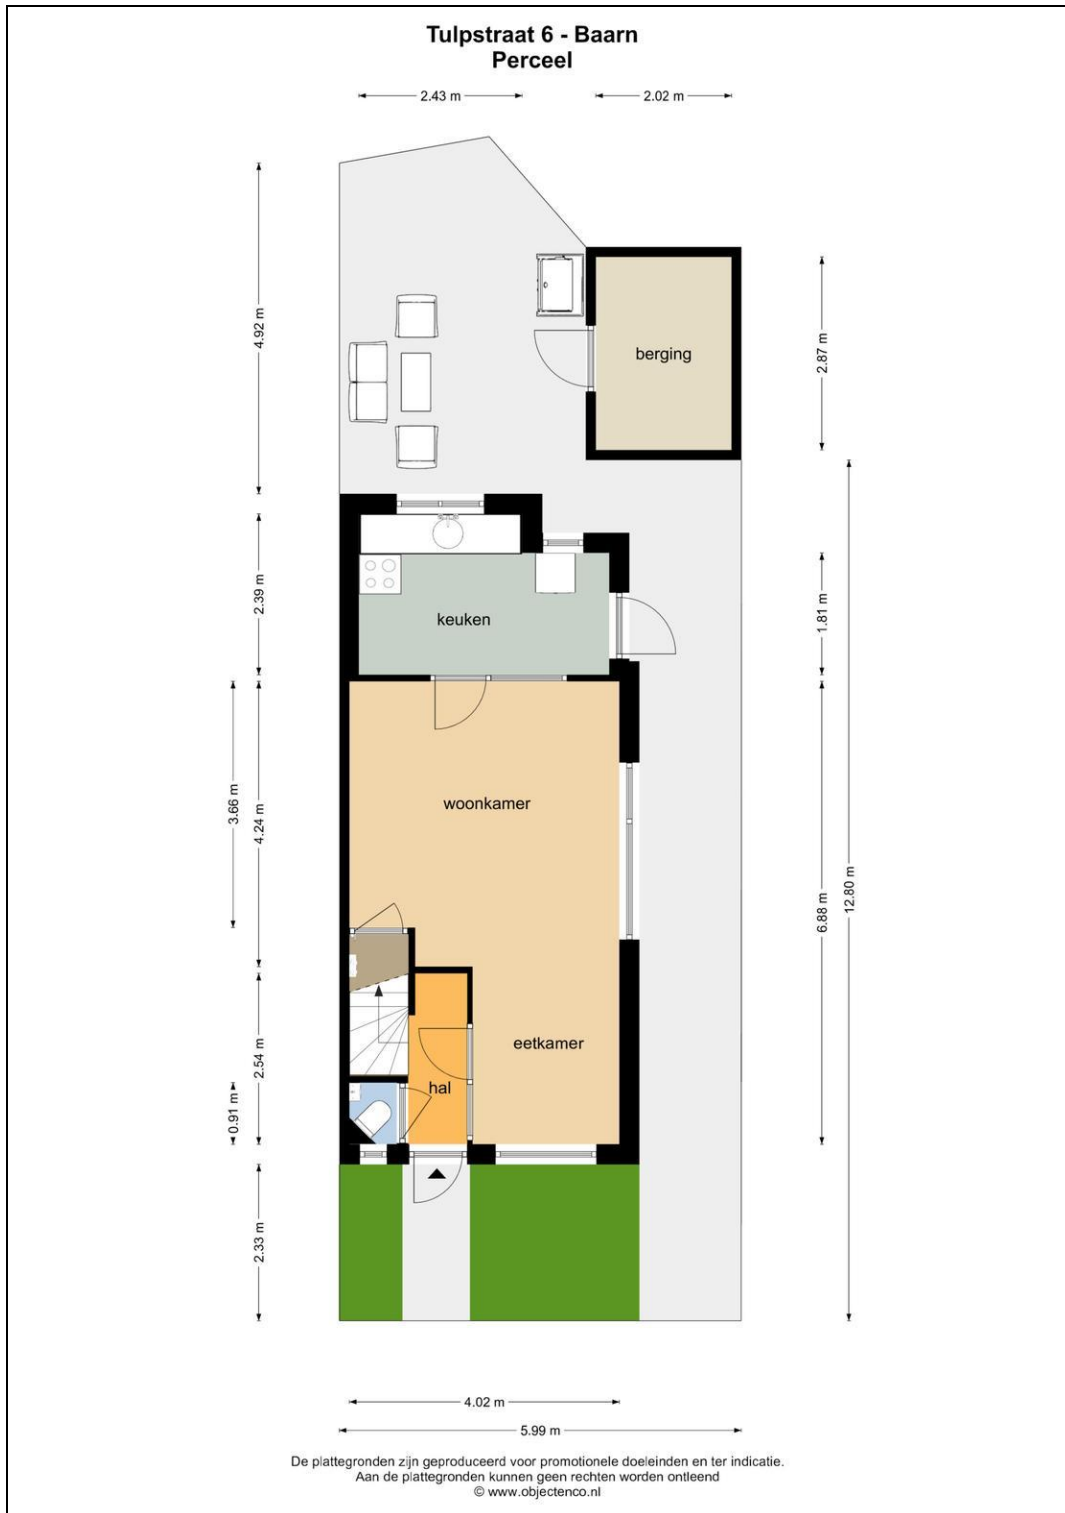 Tulpstraat 6 - Baarn
Perceel
2.43 m
2.02 m
4.92 m
2.87 m
berging
2.39 m
keuken
1.81 m
3.66 m
4.24 m
woonkamer
6.88 m
12.80 m
2.54 m
eetkamer
hal
0.91 m
2.33 m
4.02 m
5.99 m
De plattegronden zijn geproduceerd voor promotionele doeleinden en ter indicatie.
Aan de plattegronden kunnen geen rechten worden ontleend
© www.objectenco.nl